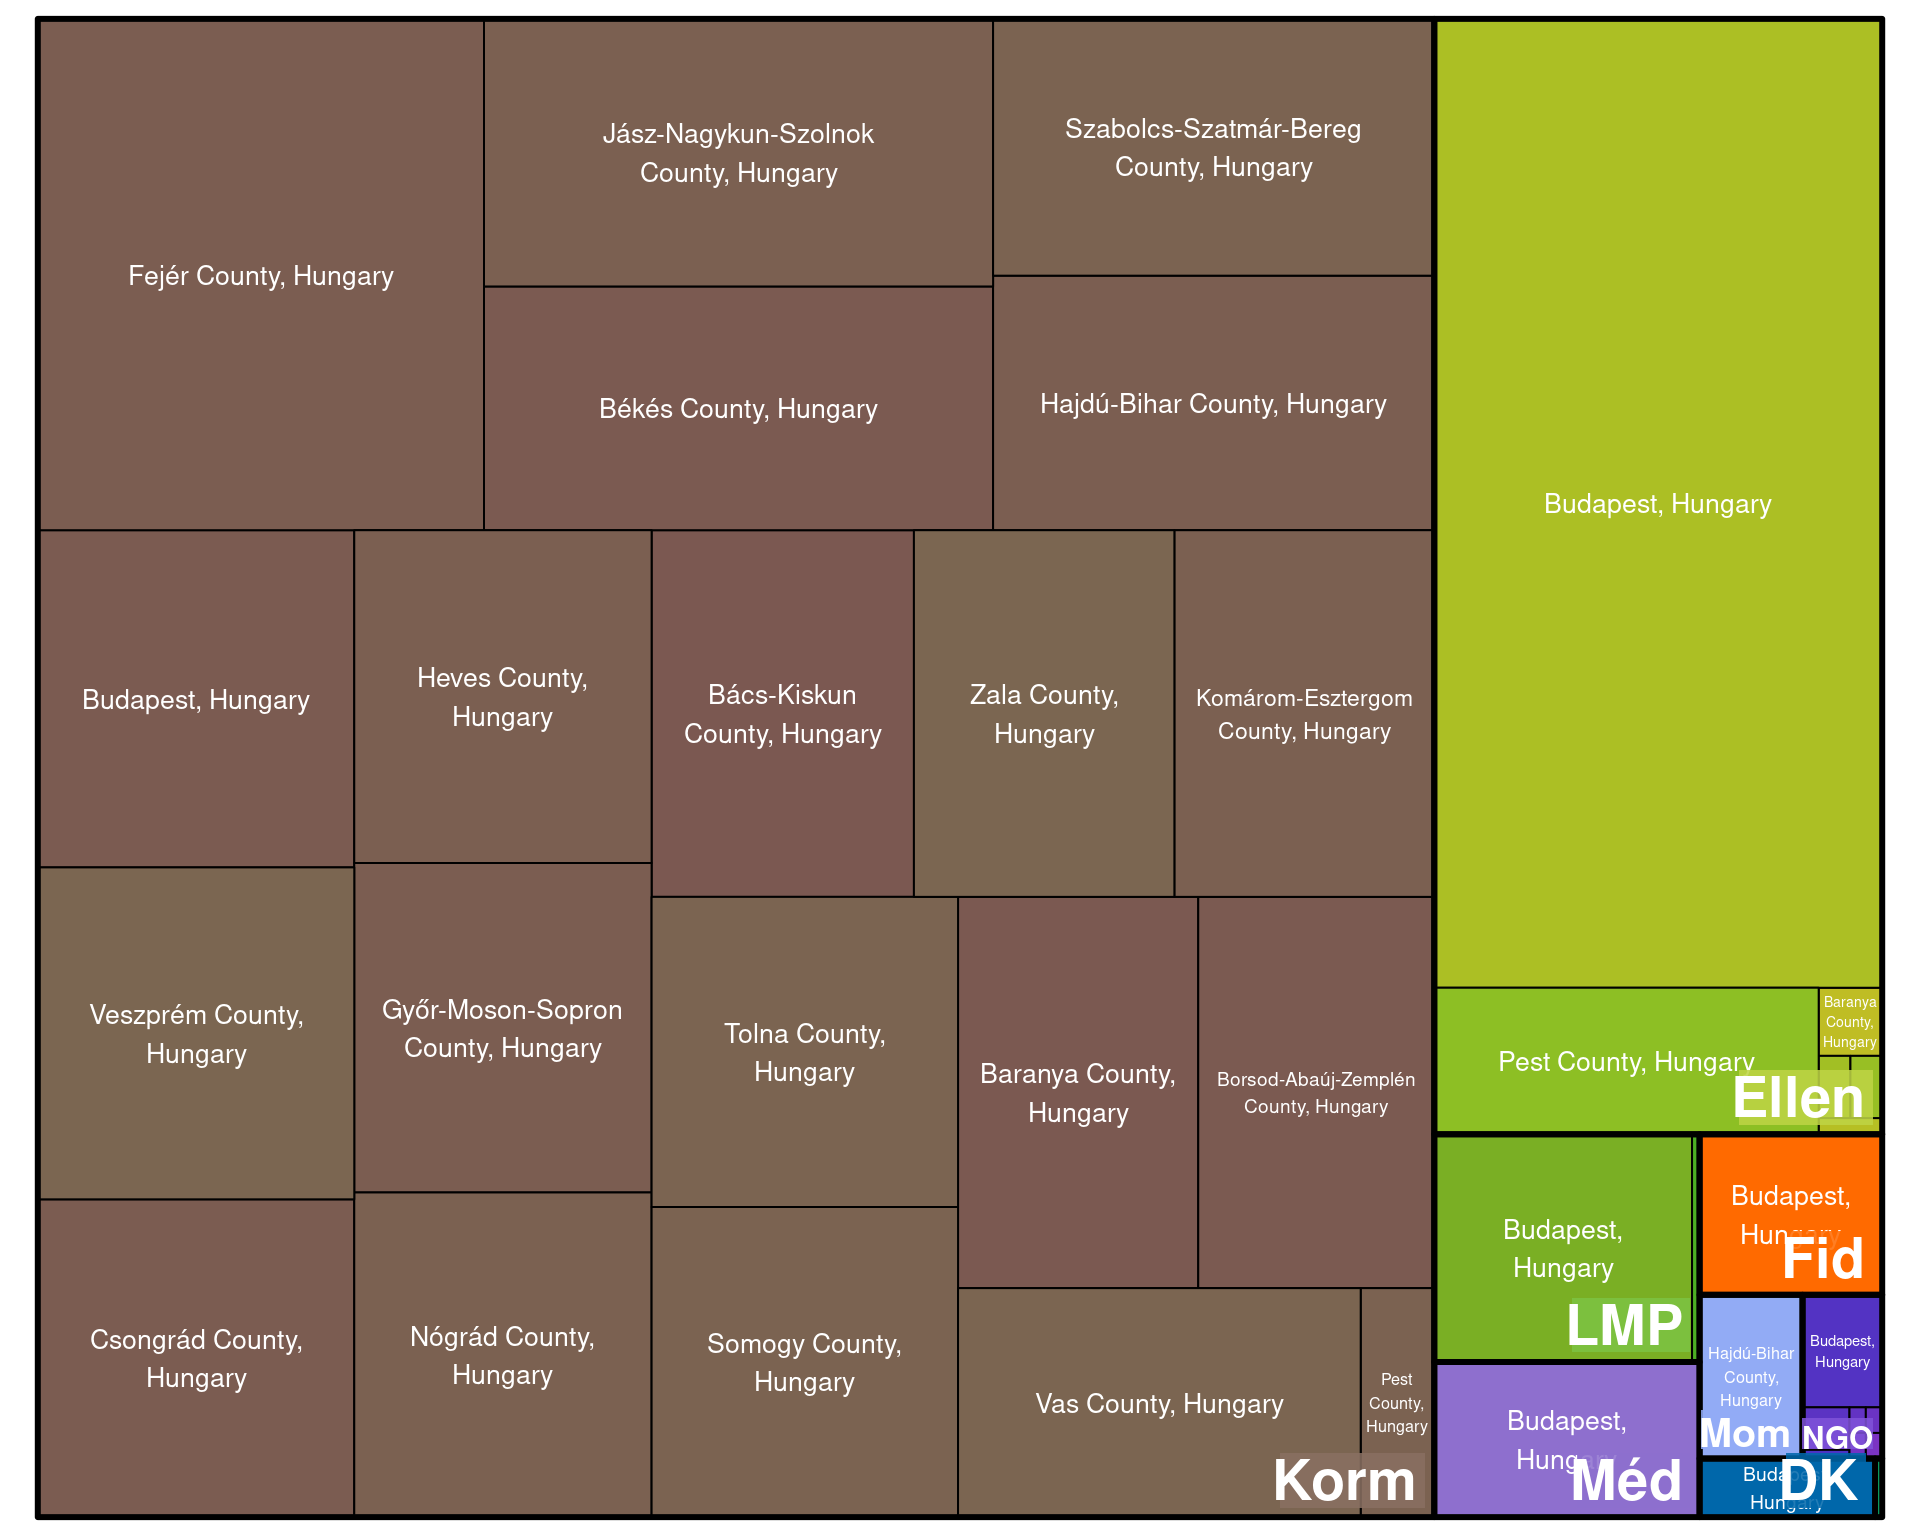 Fejér County, Hungary
Jász-Nagykun-Szolnok
County, Hungary
Szabolcs-Szatmár-Bereg
County, Hungary
Békés County, Hungary
Hajdú-Bihar County, Hungary
Budapest, Hungary
Heves County,
Hungary
Bács-Kiskun
County, Hungary
Zala County,
Hungary
Komárom-Esztergom
County, Hungary
Veszprém County,
Hungary
Győr-Moson-Sopron
County, Hungary
Tolna County,
Hungary
Baranya County,
Hungary
Borsod-Abaúj-Zemplén
County, Hungary
Csongrád County,
Hungary
Nógrád County,
Hungary
Somogy County,
Hungary
Vas County, Hungary
Pest
County,
Hungary
Korm
Budapest, Hungary
Pest County, Hungary
Baranya
County,
Hungary
Ellen
Budapest,
Hungary
LMP
Budapest,
Hungary
Fid
Budapest,
Hungary
Méd
Hajdú-Bihar
County,
Hungary
Mom
Budapest,
Hungary
NGO
Budapest,
Hungary
DK